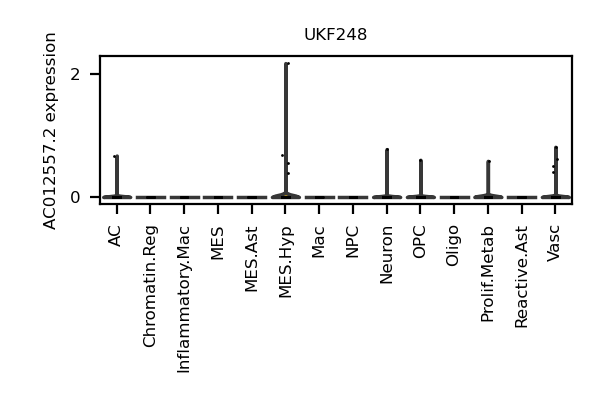 UKF248
AC012557.2 expression
2
0
AC
Chromatin.Reg
Inflammatory.Mac
MES
MES.Ast
MES.Hyp
Mac
NPC
Neuron
OPC
Oligo
Prolif.Metab
Reactive.Ast
Vasc